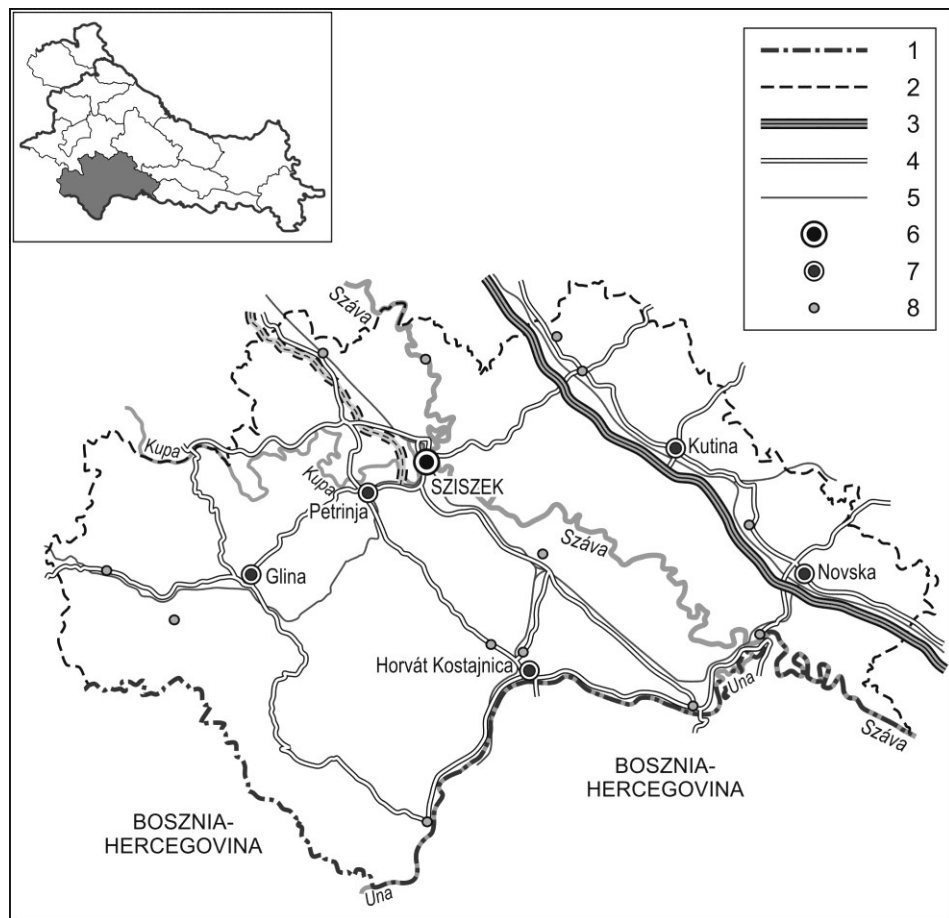 1
2
3
4
5
6
7
8
Száva
Kupa
Kupa
SZISZEK
Petrinja
Kutina
Száva
Glina
Novska
Horvát Kostajnica
Una
Száva
BOSZNIA-
HERCEGOVINA
BOSZNIA-
HERCEGOVINA
Una